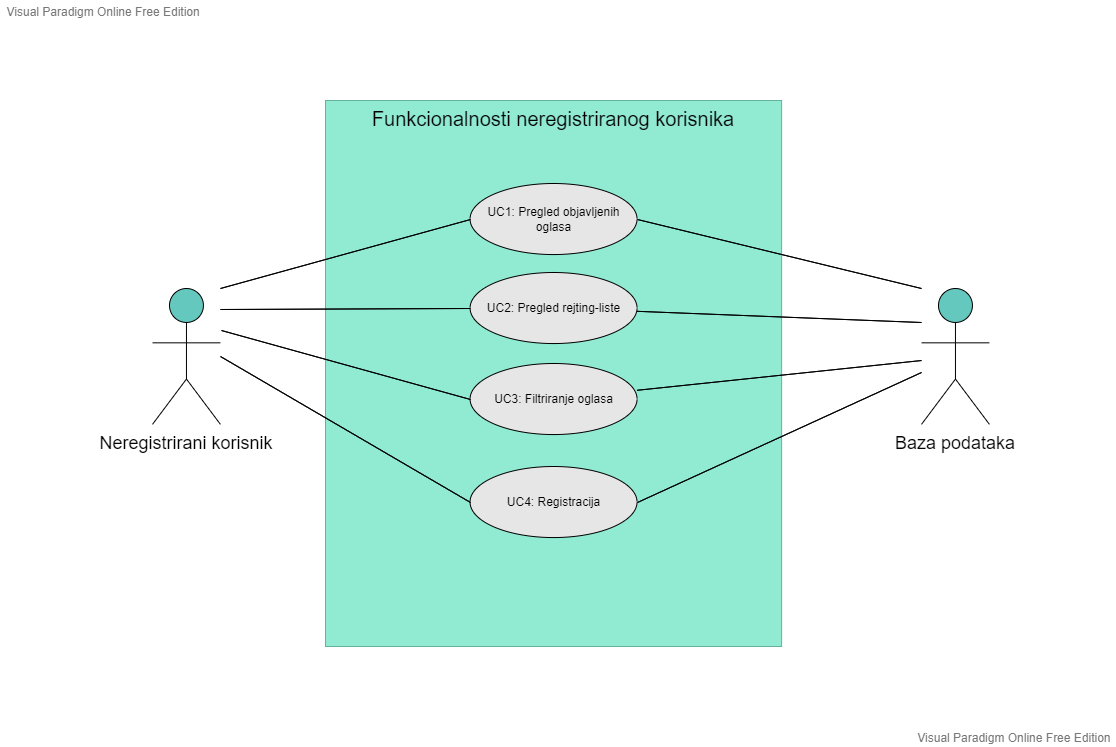 Visual Paradigm Online Free Edition
Funkcionalnosti neregistriranog korisnika
UC1: Pregled objavljenih
oglasa
UC2: Pregled rejting-liste
UC3: Filtriranje oglasa
UC4: Registracija
Neregistrirani korisnik
Baza podataka
Visual Paradigm Online Free Edition